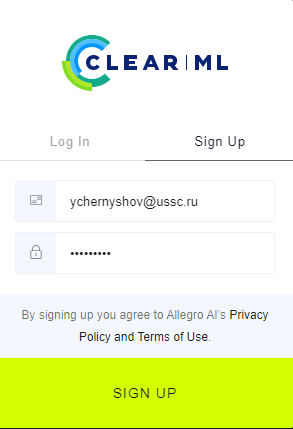 CLEAR|ML
Log In
Sign Up
ychernyshov@ussc.ru
•••••••••
By signing up you agree to Allegro AI's Privacy
Policy and Terms of Use.
SIGN UP